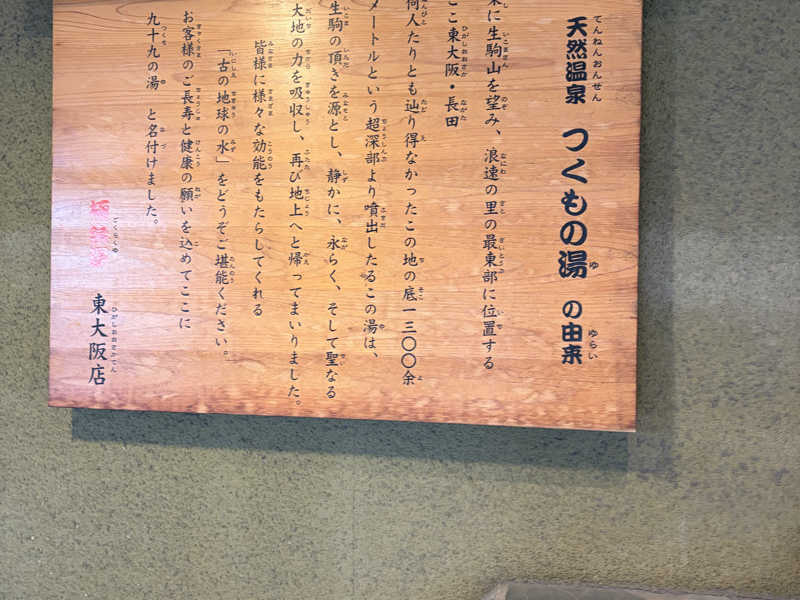 天然温泉 つくもの湯 の由来
に生駒山を望み、浪速の里の最東部に位置する
ここ東大阪・長田
何人たりとも辿り得なかったこの地の底一三〇〇余
メートルという超深部より噴出したるこの湯は、
生駒の頂きを源とし、静かに、永らく、そして聖なる
大地の力を吸収し、再び地上へと帰ってまいりました。
皆様に様々な効能をもたらしてくれる
「古の地球の水」をどうぞご堪能ください。
お客様のご長寿と健康の願いを込めてここに
九十九の湯 と名付けました。
極楽湯 東大阪店